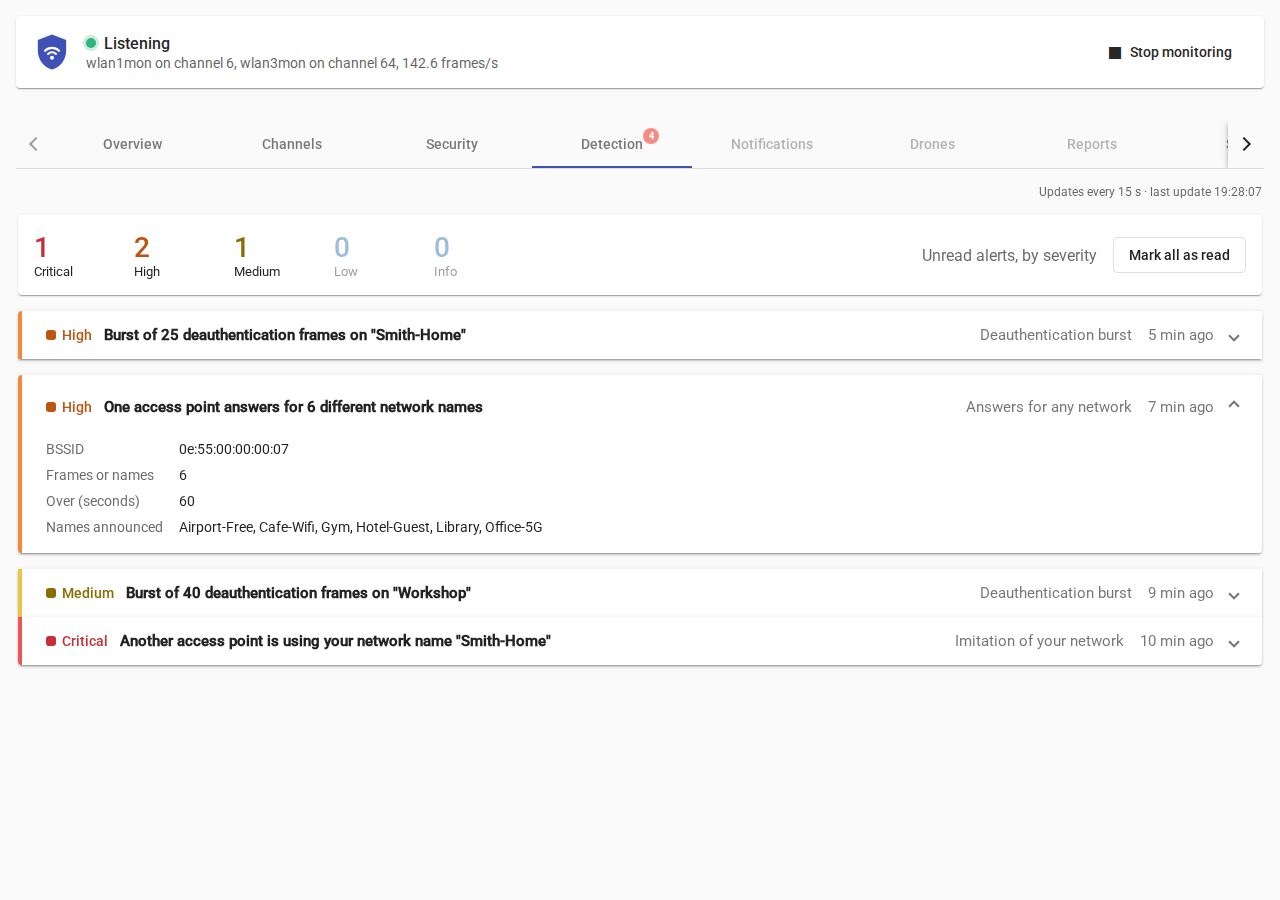 Listening
wlan1mon on channel 6, wlan3mon on channel 64, 142.6 frames/s
Stop monitoring
Overview Channels Security Detection 4 Notifications Drones Reports
Updates every 15 s · last update 19:28:07
1 2 1 0 0
Critical High Medium Low Info
Unread alerts, by severity Mark all as read
High Burst of 25 deauthentication frames on "Smith-Home" Deauthentication burst 5 min ago
High One access point answers for 6 different network names Answers for any network 7 min ago
BSSID 0e:55:00:00:00:07
Frames or names 6
Over (seconds) 60
Names announced Airport-Free, Cafe-Wifi, Gym, Hotel-Guest, Library, Office-5G
Medium Burst of 40 deauthentication frames on "Workshop" Deauthentication burst 9 min ago
Critical Another access point is using your network name "Smith-Home" Imitation of your network 10 min ago